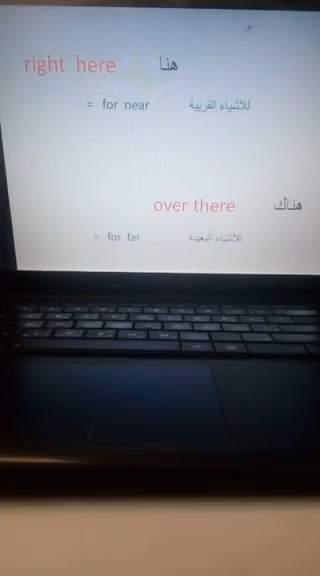 right here هنا
= for near للأشياء القريبة
over there هناك
= for far للأشياء البعيدة